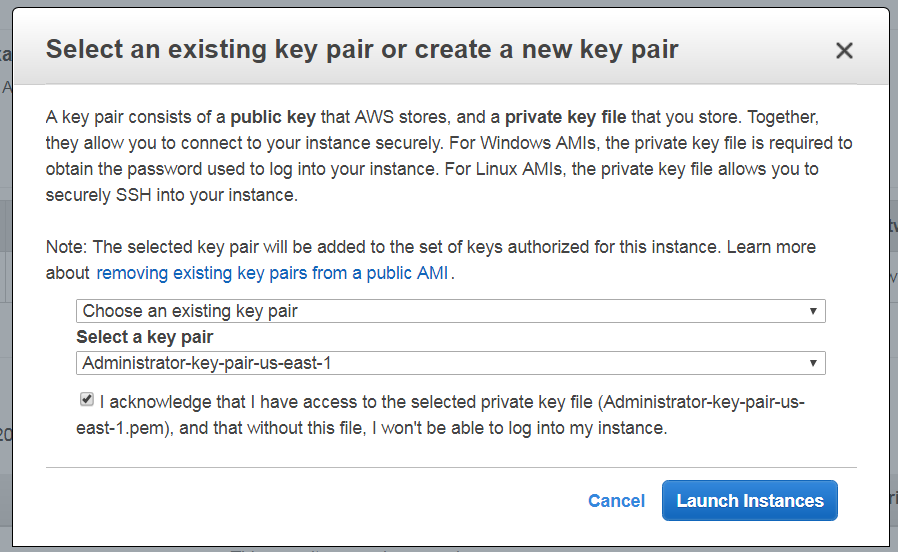 Select an existing key pair or create a new key pair
A key pair consists of a public key that AWS stores, and a private key file that you store. Together,
they allow you to connect to your instance securely. For Windows AMIs, the private key file is required to
obtain the password used to log into your instance. For Linux AMIs, the private key file allows you to
securely SSH into your instance.
Note: The selected key pair will be added to the set of keys authorized for this instance. Learn more
about removing existing key pairs from a public AMI.
Choose an existing key pair
Select a key pair
Administrator-key-pair-us-east-1
I acknowledge that I have access to the selected private key file (Administrator-key-pair-us-
east-1.pem), and that without this file, I won't be able to log into my instance.
Cancel Launch Instances